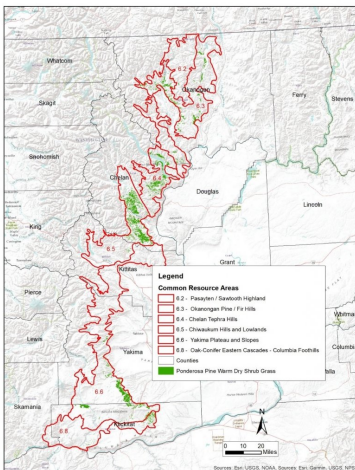 Whatcom
Okanogan
6.2
6.3
Ferry
Stevens
Skagit
Snohomish
Chelan
6.4
Douglas
Lincoln
King
6.5
Kittitas
Grant
Pierce
Lewis
Yakima
Skamania
6.6
6.8
Klickitat
Legend
Common Resource Areas
6.2 - Pasayten / Sawtooth Highland
6.3 - Okanongan Pine / Fir Hills
6.4 - Chelan Tephra Hills
6.5 - Chiwaukum Hills and Lowlands
6.6 - Yakima Plateau and Slopes
6.8 - Oak-Conifer Eastern Cascades - Columbia Foothills
Counties
Ponderosa Pine Warm Dry Shrub Grass
N
0 10 20
Miles
Sources: Esri, USGS, NOAA, Sources: Esri, Garmin, USGS, NPS